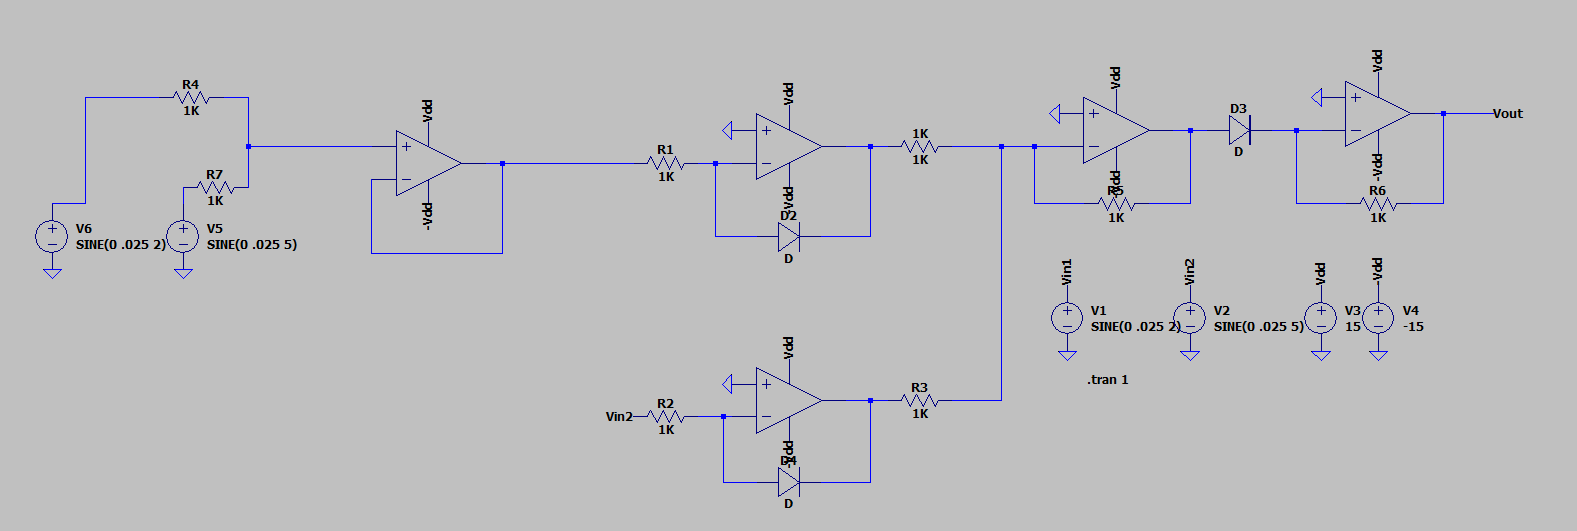 R4
1K
R7
1K
V6
SINE(0 .025 2)
V5
SINE(0 .025 5)
Vdd
-Vdd
R1
1K
Vdd
-Vdd
D2
D
1K
1K
Vdd
-Vdd
R5
1K
D3
D
Vdd
-Vdd
R6
1K
Vout
Vin2
R2
1K
Vdd
-Vdd
D4
D
R3
1K
Vin1
V1
SINE(0 .025 2)
Vin2
V2
SINE(0 .025 5)
Vdd
V3
15
-Vdd
V4
-15
.tran 1